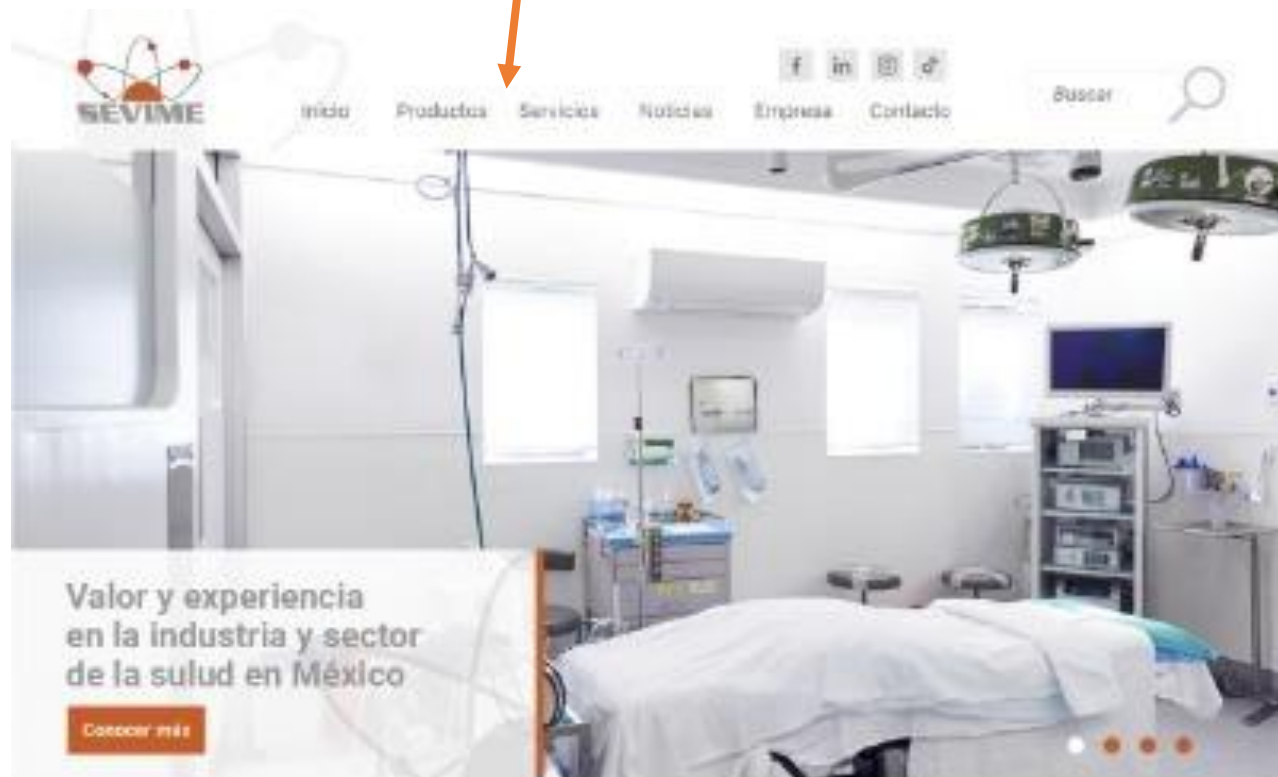 SEVIME
Inicio Productos Servicios Noticias Empresa Contacto
Buscar
Valor y experiencia
en la industria y sector
de la sulud en México
Conocer más